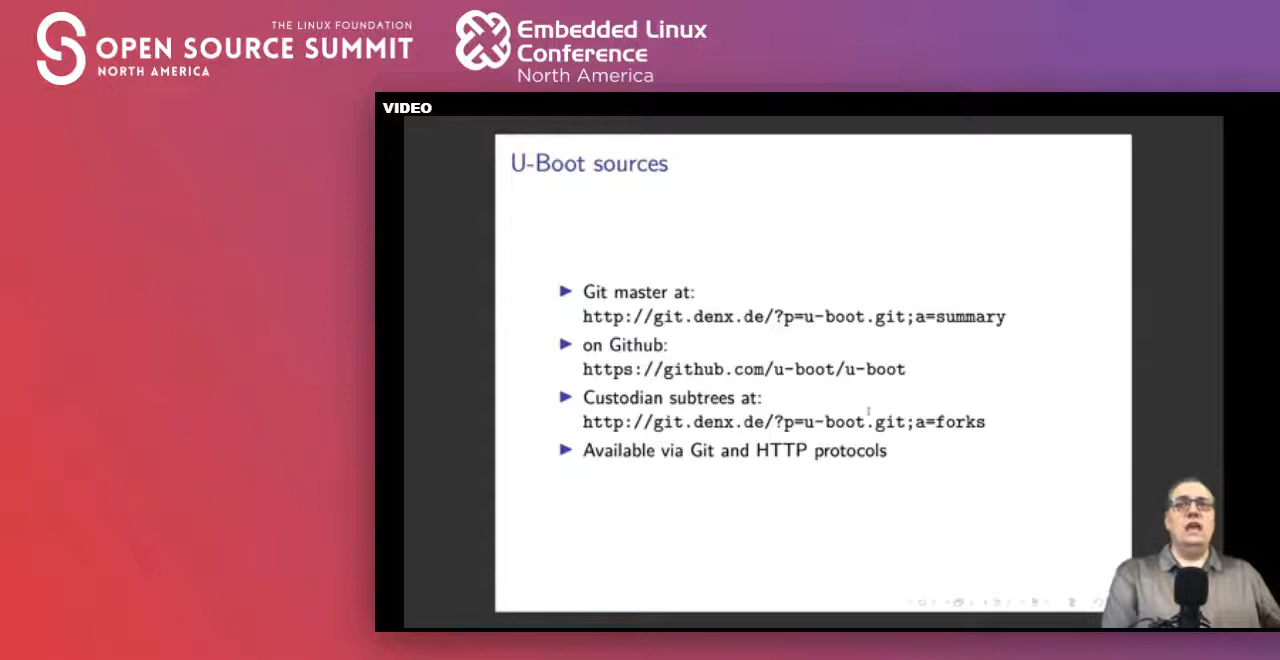 THE LINUX FOUNDATION
OPEN SOURCE SUMMIT
NORTH AMERICA
Embedded Linux
Conference
North America
VIDEO
U-Boot sources
Git master at:
http://git.denx.de/?p=u-boot.git;a=summary
on Github:
https://github.com/u-boot/u-boot
Custodian subtrees at:
http://git.denx.de/?p=u-boot.git;a=forks
Available via Git and HTTP protocols